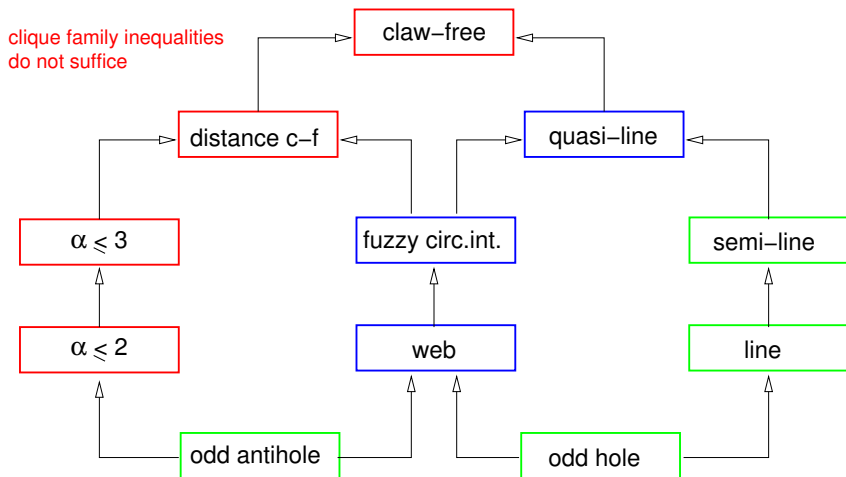 clique family inequalities
do not suffice
claw−free
distance c−f
quasi−line
α ⩽ 3
fuzzy circ.int.
semi−line
α ⩽ 2
web
line
odd antihole
odd hole